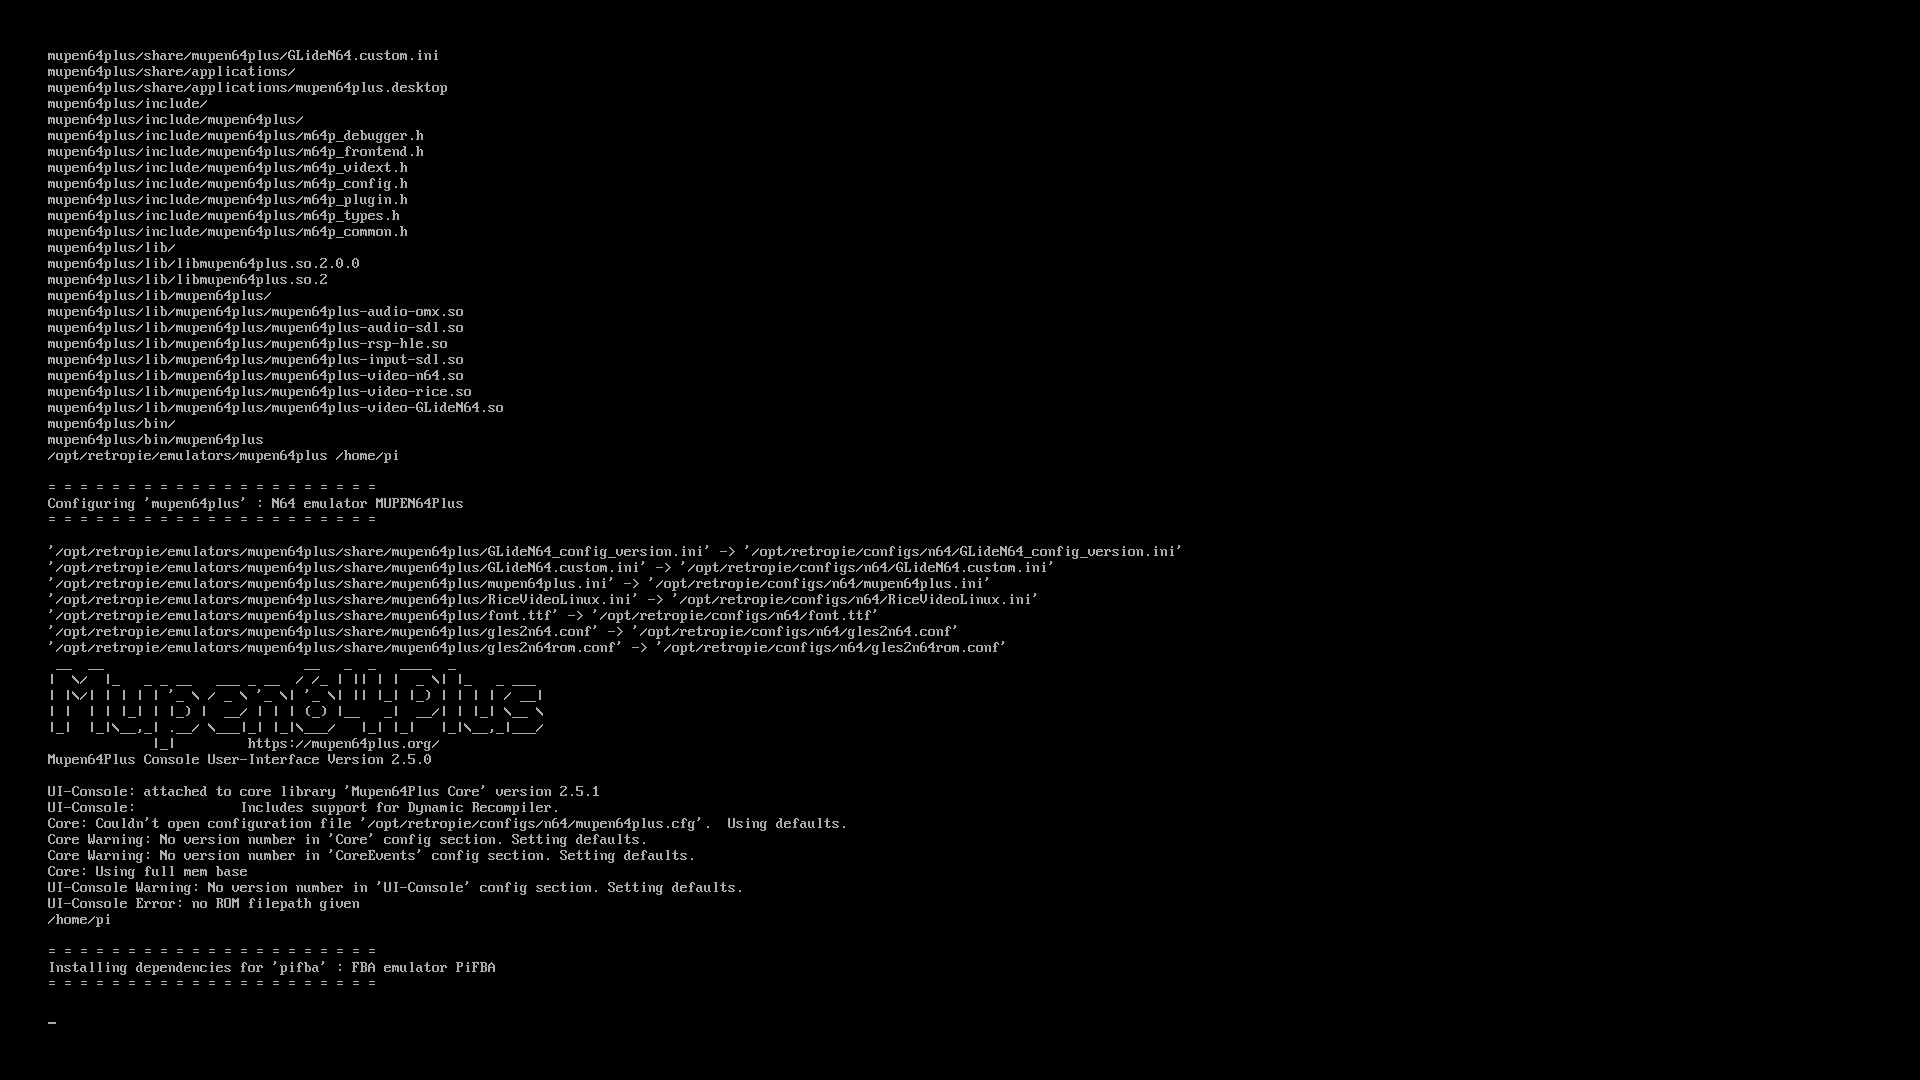 mupen64plus/share/mupen64plus/GLideN64.custom.ini
mupen64plus/share/applications/
mupen64plus/share/applications/mupen64plus.desktop
mupen64plus/include/
mupen64plus/include/mupen64plus/
mupen64plus/include/mupen64plus/m64p_debugger.h
mupen64plus/include/mupen64plus/m64p_frontend.h
mupen64plus/include/mupen64plus/m64p_vidext.h
mupen64plus/include/mupen64plus/m64p_config.h
mupen64plus/include/mupen64plus/m64p_plugin.h
mupen64plus/include/mupen64plus/m64p_types.h
mupen64plus/include/mupen64plus/m64p_common.h
mupen64plus/lib/
mupen64plus/lib/libmupen64plus.so.2.0.0
mupen64plus/lib/libmupen64plus.so.2
mupen64plus/lib/mupen64plus/
mupen64plus/lib/mupen64plus/mupen64plus-audio-omx.so
mupen64plus/lib/mupen64plus/mupen64plus-audio-sdl.so
mupen64plus/lib/mupen64plus/mupen64plus-rsp-hle.so
mupen64plus/lib/mupen64plus/mupen64plus-input-sdl.so
mupen64plus/lib/mupen64plus/mupen64plus-video-n64.so
mupen64plus/lib/mupen64plus/mupen64plus-video-rice.so
mupen64plus/lib/mupen64plus/mupen64plus-video-GLideN64.so
mupen64plus/bin/
mupen64plus/bin/mupen64plus
/opt/retropie/emulators/mupen64plus /home/pi
= = = = = = = = = = = = = = = = = = = = =
Configuring 'mupen64plus' : N64 emulator MUPEN64Plus
= = = = = = = = = = = = = = = = = = = = =
'/opt/retropie/emulators/mupen64plus/share/mupen64plus/GLideN64_config_version.ini' -> '/opt/retropie/configs/n64/GLideN64_config_version.ini'
'/opt/retropie/emulators/mupen64plus/share/mupen64plus/GLideN64.custom.ini' -> '/opt/retropie/configs/n64/GLideN64.custom.ini'
'/opt/retropie/emulators/mupen64plus/share/mupen64plus/mupen64plus.ini' -> '/opt/retropie/configs/n64/mupen64plus.ini'
'/opt/retropie/emulators/mupen64plus/share/mupen64plus/RiceVideoLinux.ini' -> '/opt/retropie/configs/n64/RiceVideoLinux.ini'
'/opt/retropie/emulators/mupen64plus/share/mupen64plus/font.ttf' -> '/opt/retropie/configs/n64/font.ttf'
'/opt/retropie/emulators/mupen64plus/share/mupen64plus/gles2n64.conf' -> '/opt/retropie/configs/n64/gles2n64.conf'
'/opt/retropie/emulators/mupen64plus/share/mupen64plus/gles2n64rom.conf' -> '/opt/retropie/configs/n64/gles2n64rom.conf'
Mupen64Plus
https://mupen64plus.org/
Mupen64Plus Console User-Interface Version 2.5.0
UI-Console: attached to core library 'Mupen64Plus Core' version 2.5.1
UI-Console:             Includes support for Dynamic Recompiler.
Core: Couldn't open configuration file '/opt/retropie/configs/n64/mupen64plus.cfg'.  Using defaults.
Core Warning: No version number in 'Core' config section. Setting defaults.
Core Warning: No version number in 'CoreEvents' config section. Setting defaults.
Core: Using full mem base
UI-Console Warning: No version number in 'UI-Console' config section. Setting defaults.
UI-Console Error: no ROM filepath given
/home/pi
= = = = = = = = = = = = = = = = = = = = =
Installing dependencies for 'pifba' : FBA emulator PiFBA
= = = = = = = = = = = = = = = = = = = = =